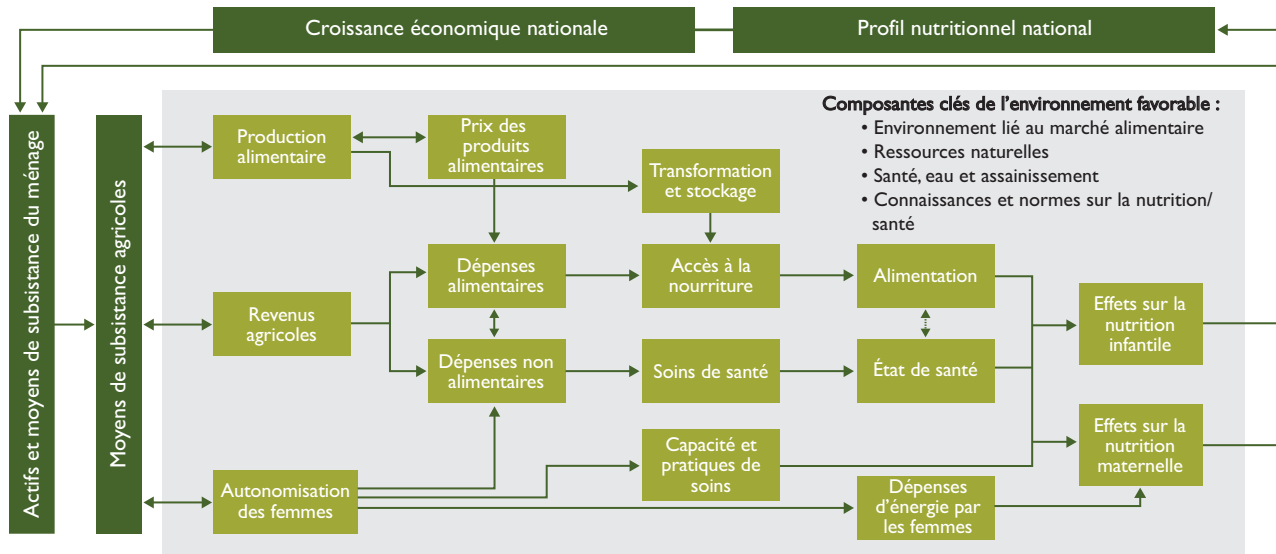 Croissance économique nationale
Profil nutritionnel national
Actifs et moyens de subsistance du ménage
Moyens de subsistance agricoles
Composantes clés de l'environnement favorable :
• Environnement lié au marché alimentaire
• Ressources naturelles
• Santé, eau et assainissement
• Connaissances et normes sur la nutrition/
santé
Production
alimentaire
Prix des
produits
alimentaires
Transformation
et stockage
Revenus
agricoles
Dépenses
alimentaires
Accès à la
nourriture
Alimentation
Effets sur la
nutrition
infantile
Dépenses non
alimentaires
Soins de santé
État de santé
Autonomisation
des femmes
Capacité et
pratiques de
soins
Dépenses
d'énergie par
les femmes
Effets sur la
nutrition
maternelle